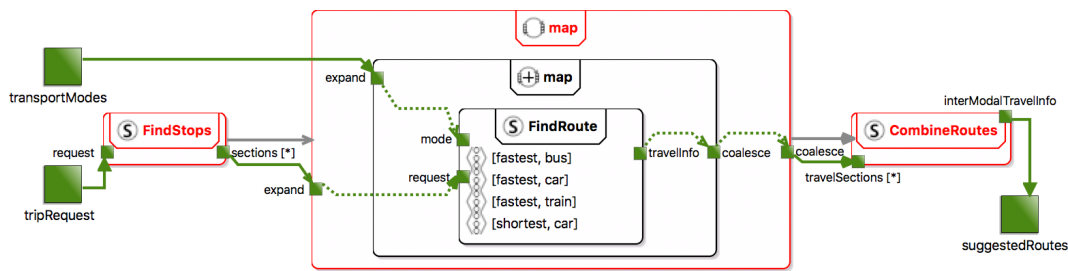 map
transportModes
expand
map
FindStops
request
sections [*]
expand
tripRequest
FindRoute
mode
request
[fastest, bus]
[fastest, car]
[fastest, train]
[shortest, car]
travelInfo
coalesce
coalesce
interModalTravelInfo
CombineRoutes
travelSections [*]
suggestedRoutes
S
S
S